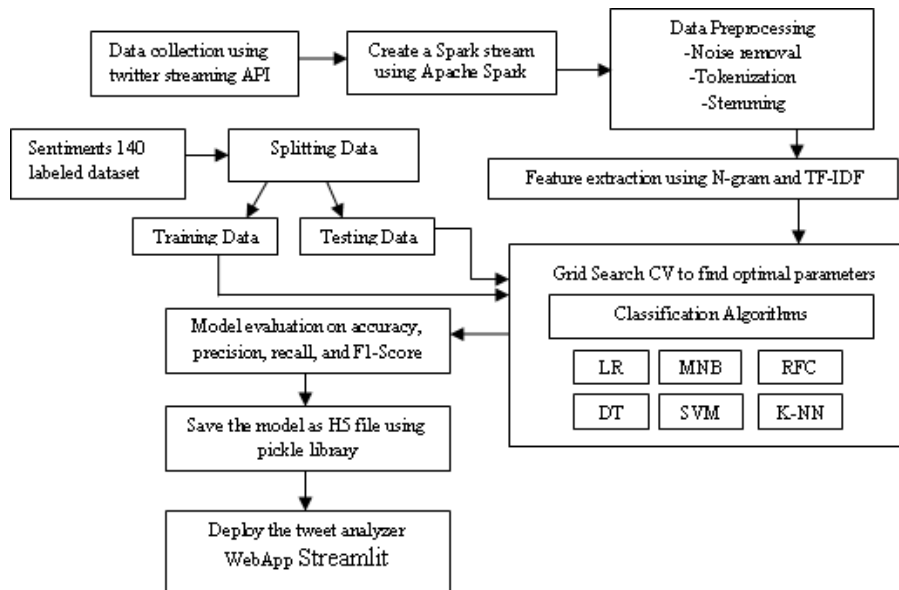 Data collection using
twitter streaming API
Create a Spark stream
using Apache Spark
Data Preprocessing
-Noise removal
-Tokenization
-Stemming
Sentiments 140
labeled dataset
Splitting Data
Feature extraction using N-gram and TF-IDF
Training Data
Testing Data
Grid Search CV to find optimal parameters
Classification Algorithms
LR
MNB
RFC
DT
SVM
K-NN
Model evaluation on accuracy,
precision, recall, and F1-Score
Save the model as H5 file using
pickle library
Deploy the tweet analyzer
WebApp Streamlit